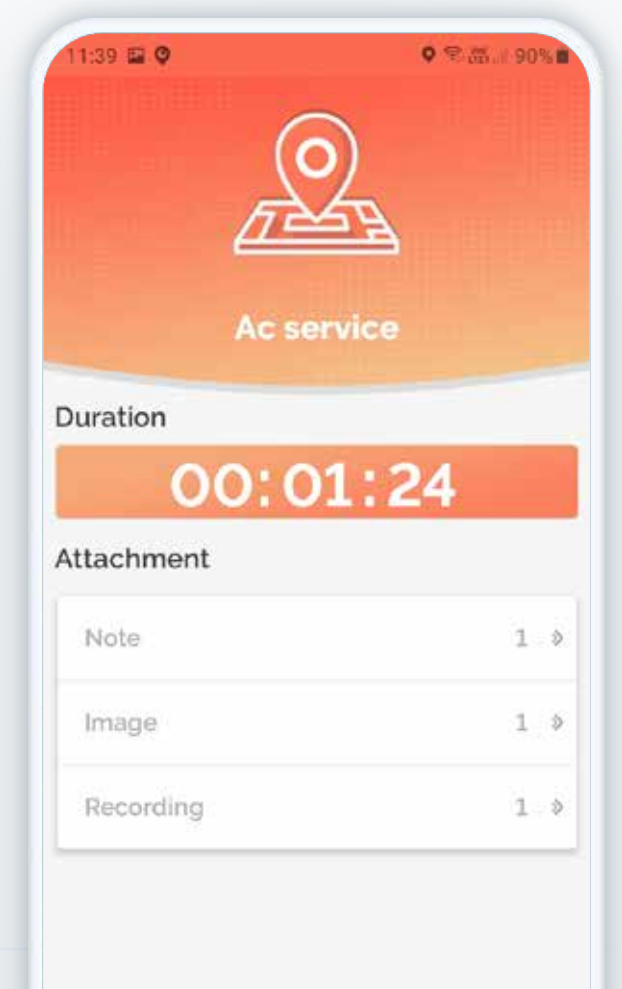 11:39 90%
Ac service
Duration
00:01:24
Attachment
Note 1
Image 1
Recording 1